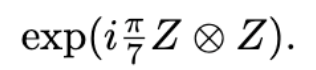 exp(i π/7 Z ⊗ Z).